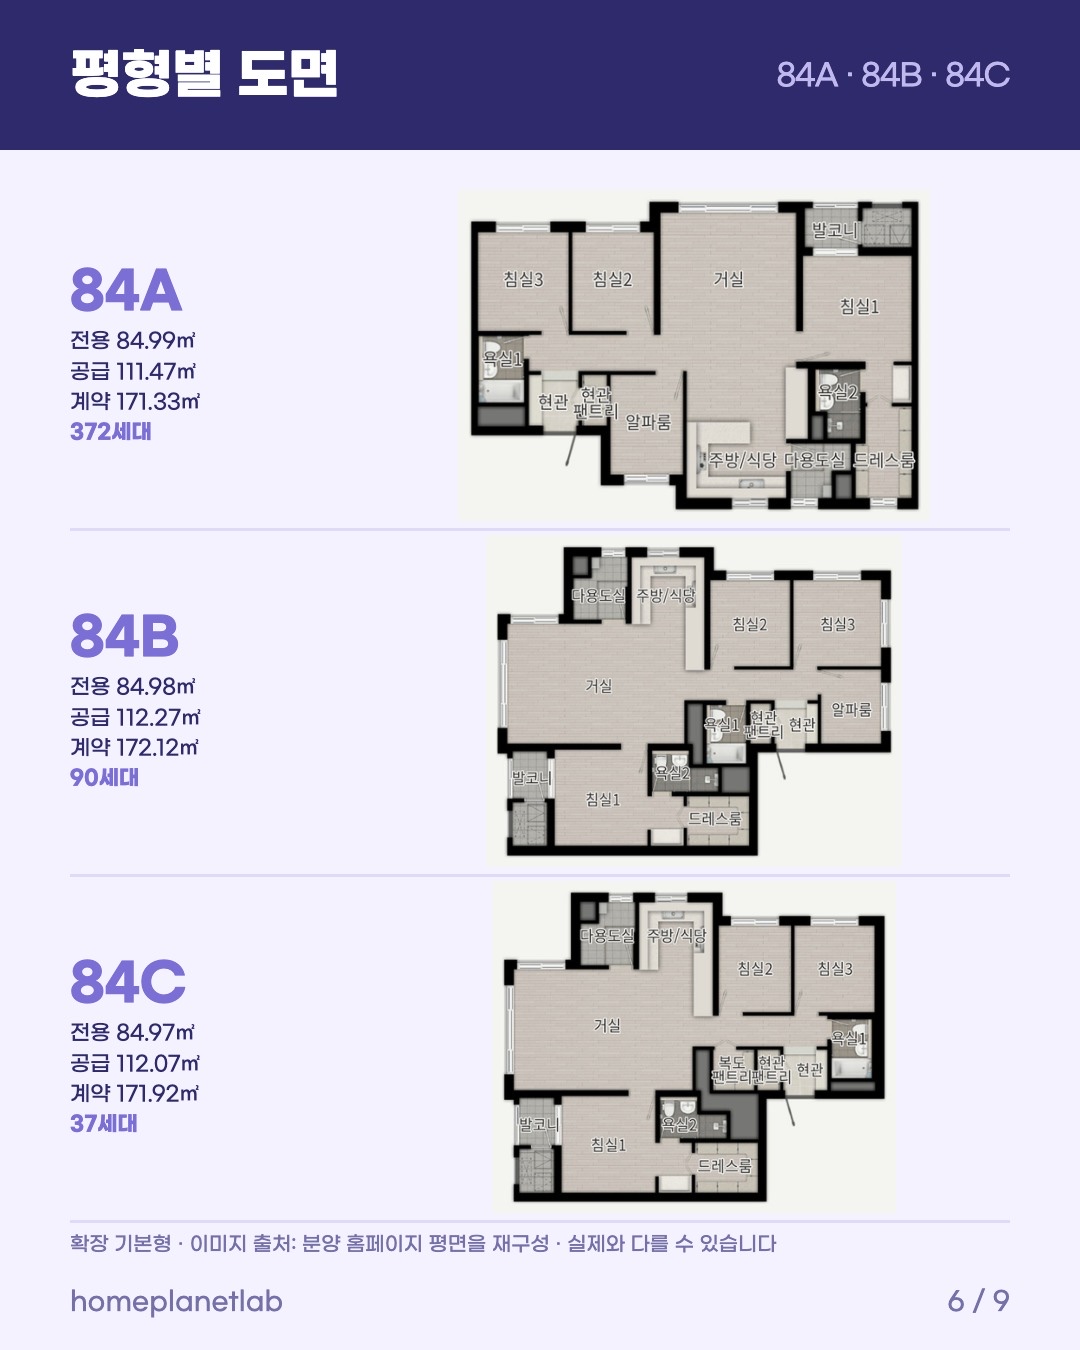 평형별 도면
84A · 84B · 84C
84A
전용 84.99㎡
공급 111.47㎡
계약 171.33㎡
372세대
발코니
침실3
침실2
거실
침실1
욕실1
현관
현관
팬트리
알파룸
욕실2
주방/식당
다용도실
드레스룸
84B
전용 84.98㎡
공급 112.27㎡
계약 172.12㎡
90세대
다용도실
주방/식당
침실2
침실3
거실
알파룸
욕실1
현관
팬트리
현관
발코니
욕실2
침실1
드레스룸
84C
전용 84.97㎡
공급 112.07㎡
계약 171.92㎡
37세대
다용도실
주방/식당
침실2
침실3
거실
욕실1
복도
팬트리
현관
팬트리
현관
발코니
욕실2
침실1
드레스룸
확장 기본형 · 이미지 출처: 분양 홈페이지 평면을 재구성 · 실제와 다를 수 있습니다
homeplanetlab
6 / 9